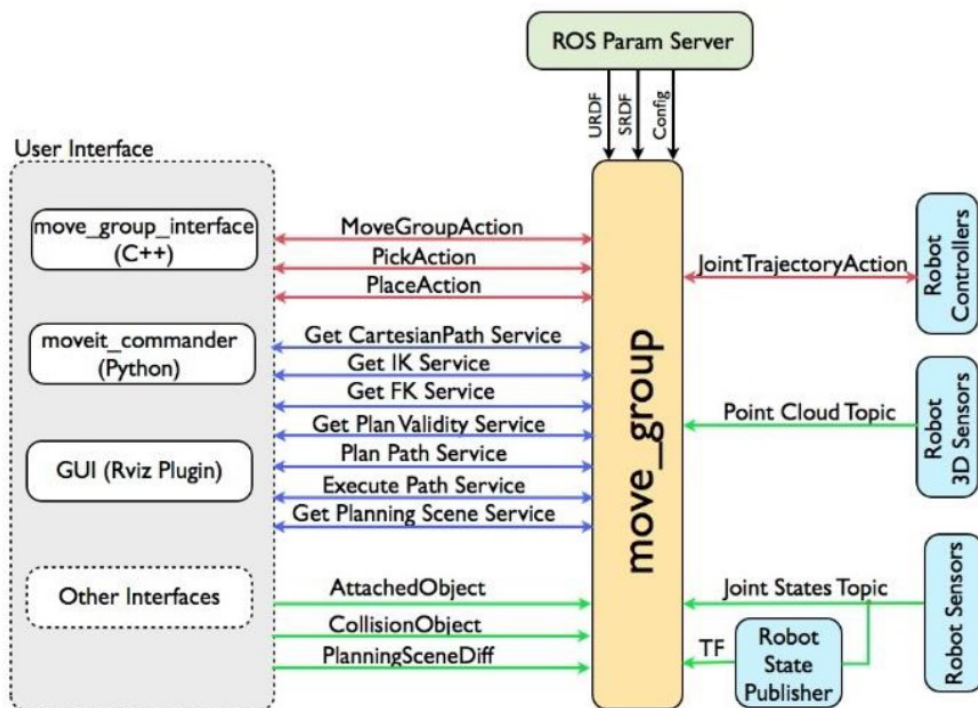 ROS Param Server
URDF
SRDF
Config
User Interface
move_group_interface
(C++)
moveit_commander
(Python)
GUI (Rviz Plugin)
Other Interfaces
MoveGroupAction
PickAction
PlaceAction
Get CartesianPath Service
Get IK Service
Get FK Service
Get Plan Validity Service
Plan Path Service
Execute Path Service
Get Planning Scene Service
AttachedObject
CollisionObject
PlanningSceneDiff
move_group
JointTrajectoryAction
Robot
Controllers
Point Cloud Topic
Robot
3D Sensors
Joint States Topic
Robot Sensors
TF
Robot
State
Publisher